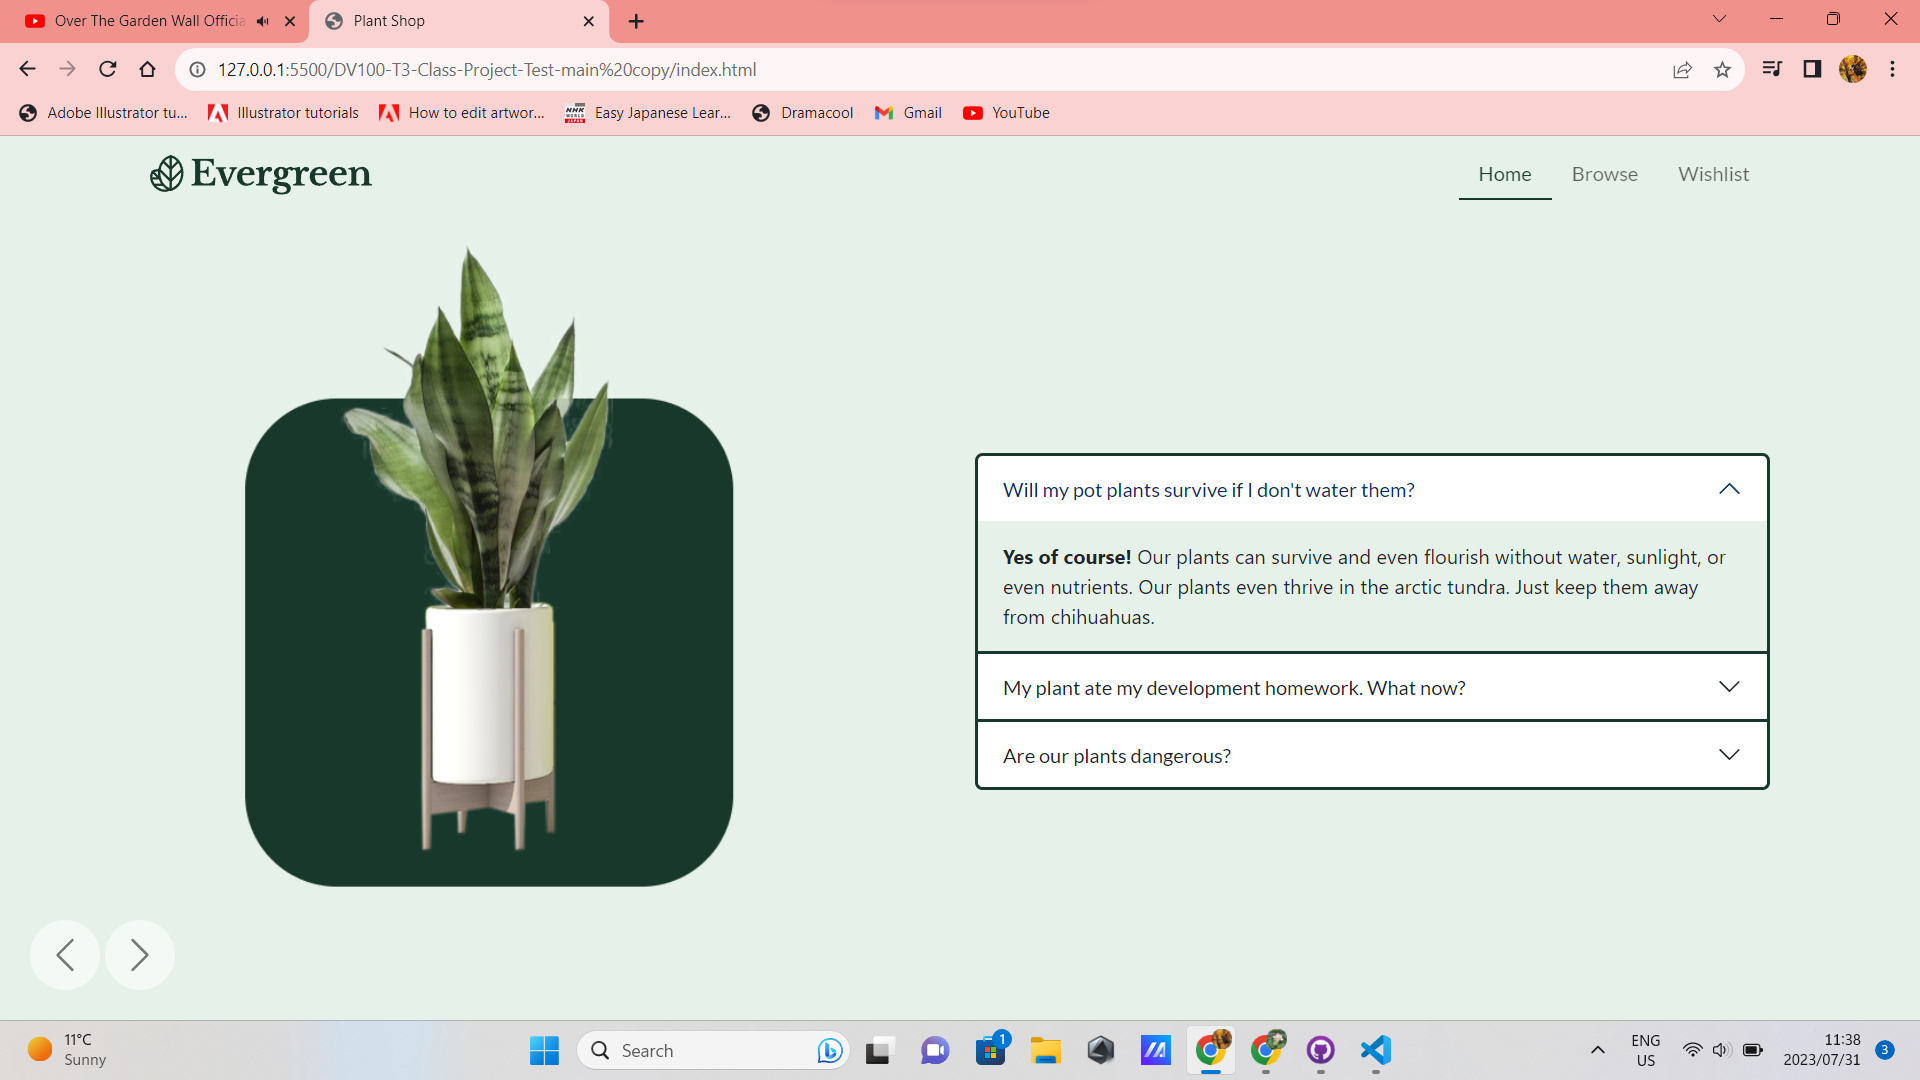 Over The Garden Wall Officia
Plant Shop
127.0.0.1:5500/DV100-T3-Class-Project-Test-main%20copy/index.html
Adobe Illustrator tu...
Illustrator tutorials
How to edit artwor...
NHK WORLD JAPAN
Easy Japanese Lear...
Dramacool
Gmail
YouTube
Evergreen
Home
Browse
Wishlist
Will my pot plants survive if I don't water them?
Yes of course! Our plants can survive and even flourish without water, sunlight, or
even nutrients. Our plants even thrive in the arctic tundra. Just keep them away
from chihuahuas.
My plant ate my development homework. What now?
Are our plants dangerous?
11°C
Sunny
Search
1
ENG
US
11:38
2023/07/31
3